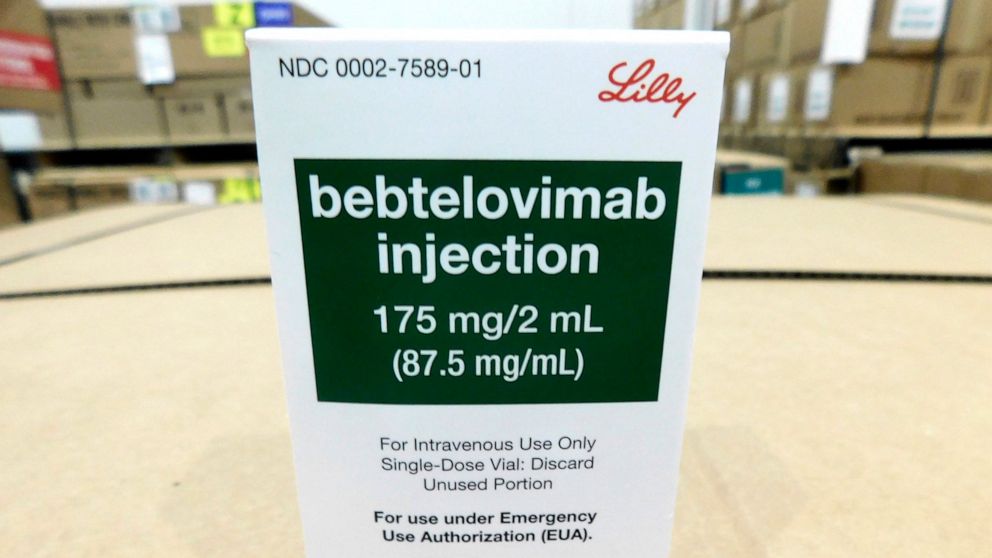 NDC 0002-7589-01
Lilly
bebtelovimab
injection
175 mg/2 mL
(87.5 mg/mL)
For Intravenous Use Only
Single-Dose Vial: Discard
Unused Portion
For use under Emergency
Use Authorization (EUA).